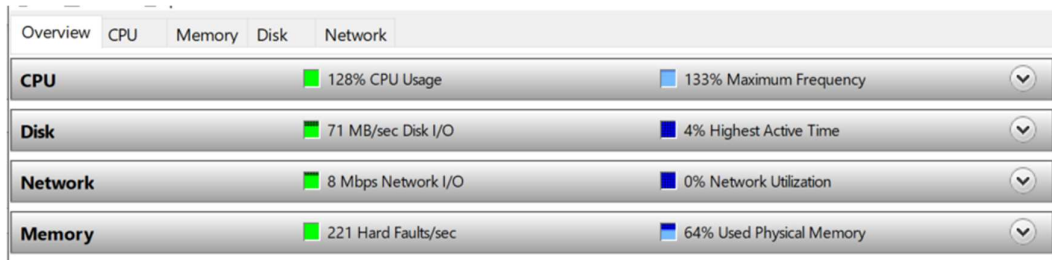 Overview CPU Memory Disk Network
CPU 128% CPU Usage 133% Maximum Frequency
Disk 71 MB/sec Disk I/O 4% Highest Active Time
Network 8 Mbps Network I/O 0% Network Utilization
Memory 221 Hard Faults/sec 64% Used Physical Memory